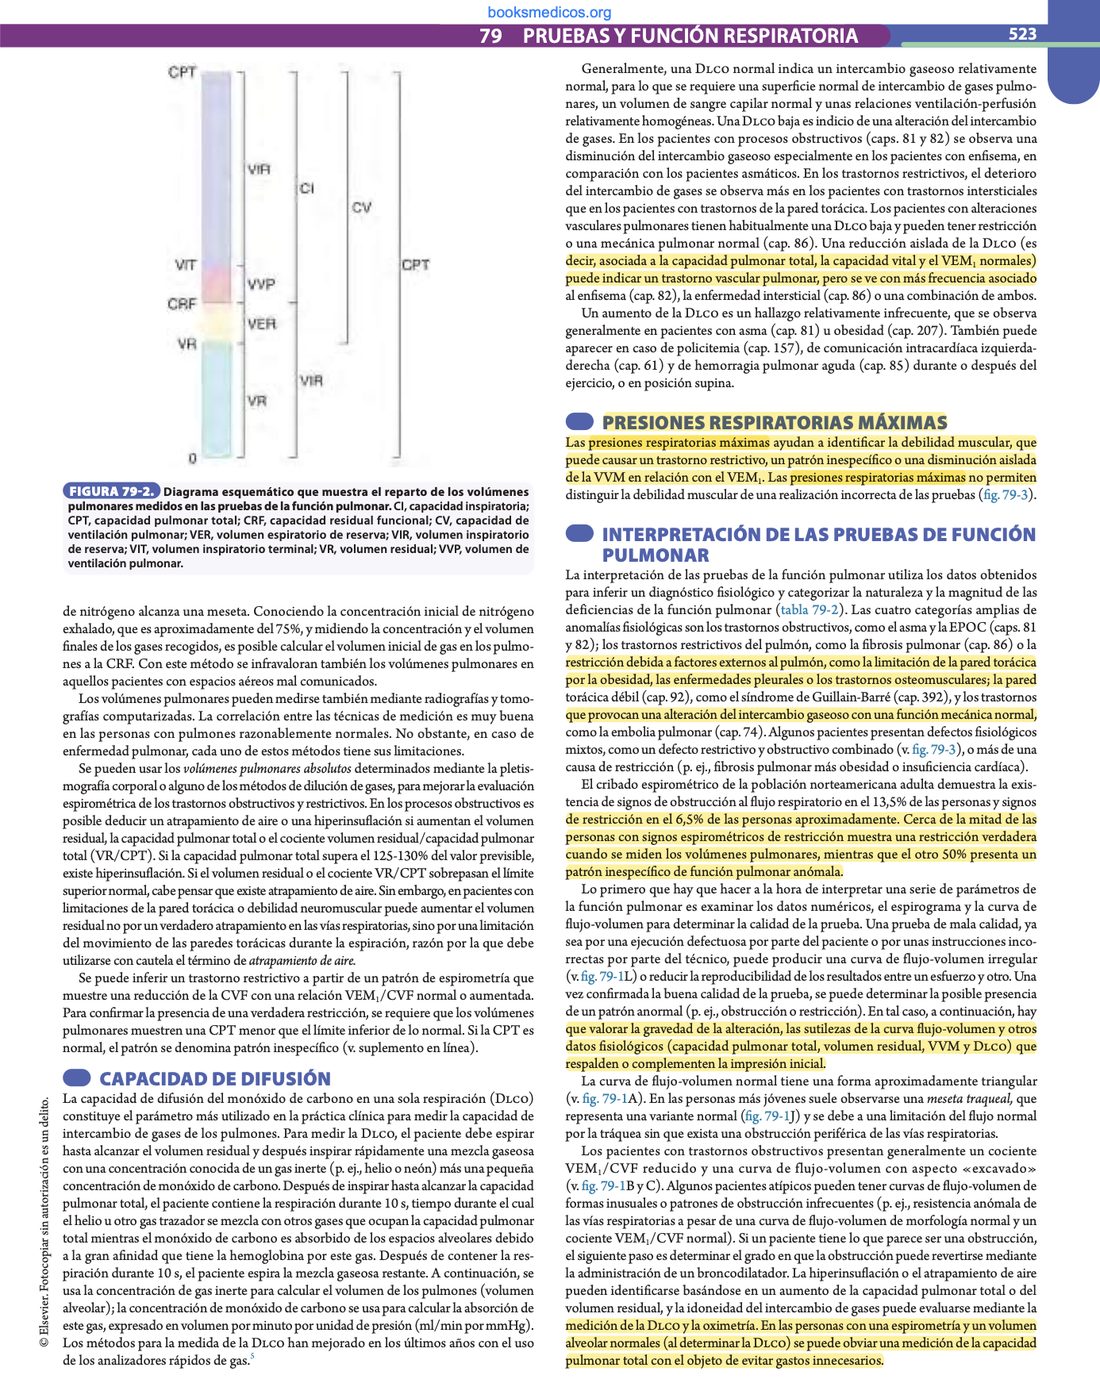 booksmedicos.org
79 PRUEBAS Y FUNCIÓN RESPIRATORIA
523
CPT
VIR
CI
CV
VIT
CPT
VVP
CRF
VER
VR
VIR
VR
0
FIGURA 79-2. Diagrama esquemático que muestra el reparto de los volúmenes
pulmonares medidos en las pruebas de la función pulmonar. CI, capacidad inspiratoria;
CPT, capacidad pulmonar total; CRF, capacidad residual funcional; CV, capacidad de
ventilación pulmonar; VER, volumen espiratorio de reserva; VIR, volumen inspiratorio
de reserva; VIT, volumen inspiratorio terminal; VR, volumen residual; VVP, volumen de
ventilación pulmonar.
de nitrógeno alcanza una meseta. Conociendo la concentración inicial de nitrógeno
exhalado, que es aproximadamente del 75%, y midiendo la concentración y el volumen
finales de los gases recogidos, es posible calcular el volumen inicial de gas en los pulmo-
nes a la CRF. Con este método se infravaloran también los volúmenes pulmonares en
aquellos pacientes con espacios aéreos mal comunicados.
Los volúmenes pulmonares pueden medirse también mediante radiografías y tomo-
grafías computarizadas. La correlación entre las técnicas de medición es muy buena
en las personas con pulmones razonablemente normales. No obstante, en caso de
enfermedad pulmonar, cada uno de estos métodos tiene sus limitaciones.
Se pueden usar los volúmenes pulmonares absolutos determinados mediante la pletis-
mografía corporal o alguno de los métodos de dilución de gases, para mejorar la evaluación
espirométrica de los trastornos obstructivos y restrictivos. En los procesos obstructivos es
posible deducir un atrapamiento de aire o una hiperinsuflación si aumentan el volumen
residual, la capacidad pulmonar total o el cociente volumen residual/capacidad pulmonar
total (VR/CPT). Si la capacidad pulmonar total supera el 125-130% del valor previsible,
existe hiperinsuflación. Si el volumen residual o el cociente VR/CPT sobrepasan el límite
superior normal, cabe pensar que existe atrapamiento de aire. Sin embargo, en pacientes con
limitaciones de la pared torácica o debilidad neuromuscular puede aumentar el volumen
residual no por un verdadero atrapamiento en las vías respiratorias, sino por una limitación
del movimiento de las paredes torácicas durante la espiración, razón por la que debe
utilizarse con cautela el término de atrapamiento de aire.
Se puede inferir un trastorno restrictivo a partir de un patrón de espirometría que
muestre una reducción de la CVF con una relación VEM₁/CVF normal o aumentada.
Para confirmar la presencia de una verdadera restricción, se requiere que los volúmenes
pulmonares muestren una CPT menor que el límite inferior de lo normal. Si la CPT es
normal, el patrón se denomina patrón inespecífico (v. suplemento en línea).
CAPACIDAD DE DIFUSIÓN
La capacidad de difusión del monóxido de carbono en una sola respiración (DLCO)
constituye el parámetro más utilizado en la práctica clínica para medir la capacidad de
intercambio de gases de los pulmones. Para medir la DLCO, el paciente debe espirar
hasta alcanzar el volumen residual y después inspirar rápidamente una mezcla gaseosa
con una concentración conocida de un gas inerte (p. ej., helio o neón) más una pequeña
concentración de monóxido de carbono. Después de inspirar hasta alcanzar la capacidad
pulmonar total, el paciente contiene la respiración durante 10 s, tiempo durante el cual
el helio u otro gas trazador se mezcla con otros gases que ocupan la capacidad pulmonar
total mientras el monóxido de carbono es absorbido de los espacios alveolares debido
a la gran afinidad que tiene la hemoglobina por este gas. Después de contener la res-
piración durante 10 s, el paciente espira la mezcla gaseosa restante. A continuación, se
usa la concentración de gas inerte para calcular el volumen de los pulmones (volumen
alveolar); la concentración de monóxido de carbono se usa para calcular la absorción de
este gas, expresado en volumen por minuto por unidad de presión (ml/min por mmHg).
Los métodos para la medida de la DLCO han mejorado en los últimos años con el uso
de los analizadores rápidos de gas.⁵
© Elsevier. Fotocopiar sin autorización es un delito.
Generalmente, una DLCO normal indica un intercambio gaseoso relativamente
normal, para lo que se requiere una superficie normal de intercambio de gases pulmo-
nares, un volumen de sangre capilar normal y unas relaciones ventilación-perfusión
relativamente homogéneas. Una DLCO baja es indicio de una alteración del intercambio
de gases. En los pacientes con procesos obstructivos (caps. 81 y 82) se observa una
disminución del intercambio gaseoso especialmente en los pacientes con enfisema, en
comparación con los pacientes asmáticos. En los trastornos restrictivos, el deterioro
del intercambio de gases se observa más en los pacientes con trastornos intersticiales
que en los pacientes con trastornos de la pared torácica. Los pacientes con alteraciones
vasculares pulmonares tienen habitualmente una DLCO baja y pueden tener restricción
o una mecánica pulmonar normal (cap. 86). Una reducción aislada de la DLCO (es
decir, asociada a la capacidad pulmonar total, la capacidad vital y el VEM₁ normales)
puede indicar un trastorno vascular pulmonar, pero se ve con más frecuencia asociado
al enfisema (cap. 82), la enfermedad intersticial (cap. 86) o una combinación de ambos.
Un aumento de la DLCO es un hallazgo relativamente infrecuente, que se observa
generalmente en pacientes con asma (cap. 81) u obesidad (cap. 207). También puede
aparecer en caso de policitemia (cap. 157), de comunicación intracardíaca izquierda-
derecha (cap. 61) y de hemorragia pulmonar aguda (cap. 85) durante o después del
ejercicio, o en posición supina.
PRESIONES RESPIRATORIAS MÁXIMAS
Las presiones respiratorias máximas ayudan a identificar la debilidad muscular, que
puede causar un trastorno restrictivo, un patrón inespecífico o una disminución aislada
de la VVM en relación con el VEM₁. Las presiones respiratorias máximas no permiten
distinguir la debilidad muscular de una realización incorrecta de las pruebas (fig. 79-3).
INTERPRETACIÓN DE LAS PRUEBAS DE FUNCIÓN
PULMONAR
La interpretación de las pruebas de la función pulmonar utiliza los datos obtenidos
para inferir un diagnóstico fisiológico y categorizar la naturaleza y la magnitud de las
deficiencias de la función pulmonar (tabla 79-2). Las cuatro categorías amplias de
anomalías fisiológicas son los trastornos obstructivos, como el asma y la EPOC (caps. 81
y 82); los trastornos restrictivos del pulmón, como la fibrosis pulmonar (cap. 86) o la
restricción debida a factores externos al pulmón, como la limitación de la pared torácica
por la obesidad, las enfermedades pleurales o los trastornos osteomusculares; la pared
torácica débil (cap. 92), como el síndrome de Guillain-Barré (cap. 392), y los trastornos
que provocan una alteración del intercambio gaseoso con una función mecánica normal,
como la embolia pulmonar (cap. 74). Algunos pacientes presentan defectos fisiológicos
mixtos, como un defecto restrictivo y obstructivo combinado (v. fig. 79-3), o más de una
causa de restricción (p. ej., fibrosis pulmonar más obesidad o insuficiencia cardíaca).
El cribado espirométrico de la población norteamericana adulta demuestra la exis-
tencia de signos de obstrucción al flujo respiratorio en el 13,5% de las personas y signos
de restricción en el 6,5% de las personas aproximadamente. Cerca de la mitad de las
personas con signos espirométricos de restricción muestra una restricción verdadera
cuando se miden los volúmenes pulmonares, mientras que el otro 50% presenta un
patrón inespecífico de función pulmonar anómala.
Lo primero que hay que hacer a la hora de interpretar una serie de parámetros de
la función pulmonar es examinar los datos numéricos, el espirograma y la curva de
flujo-volumen para determinar la calidad de la prueba. Una prueba de mala calidad, ya
sea por una ejecución defectuosa por parte del paciente o por unas instrucciones inco-
rrectas por parte del técnico, puede producir una curva de flujo-volumen irregular
(v. fig. 79-1L) o reducir la reproducibilidad de los resultados entre un esfuerzo y otro. Una
vez confirmada la buena calidad de la prueba, se puede determinar la posible presencia
de un patrón anormal (p. ej., obstrucción o restricción). En tal caso, a continuación, hay
que valorar la gravedad de la alteración, las sutilezas de la curva flujo-volumen y otros
datos fisiológicos (capacidad pulmonar total, volumen residual, VVM y DLCO) que
respalden o complementen la impresión inicial.
La curva de flujo-volumen normal tiene una forma aproximadamente triangular
(v. fig. 79-1A). En las personas más jóvenes suele observarse una meseta traqueal, que
representa una variante normal (fig. 79-1J) y se debe a una limitación del flujo normal
por la tráquea sin que exista una obstrucción periférica de las vías respiratorias.
Los pacientes con trastornos obstructivos presentan generalmente un cociente
VEM₁/CVF reducido y una curva de flujo-volumen con aspecto «excavado»
(v. fig. 79-1B y C). Algunos pacientes atípicos pueden tener curvas de flujo-volumen de
formas inusuales o patrones de obstrucción infrecuentes (p. ej., resistencia anómala de
las vías respiratorias a pesar de una curva de flujo-volumen de morfología normal y un
cociente VEM₁/CVF normal). Si un paciente tiene lo que parece ser una obstrucción,
el siguiente paso es determinar el grado en que la obstrucción puede revertirse mediante
la administración de un broncodilatador. La hiperinsuflación o el atrapamiento de aire
pueden identificarse basándose en un aumento de la capacidad pulmonar total o del
volumen residual, y la idoneidad del intercambio de gases puede evaluarse mediante la
medición de la DLCO y la oximetría. En las personas con una espirometría y un volumen
alveolar normales (al determinar la DLCO) se puede obviar una medición de la capacidad
pulmonar total con el objeto de evitar gastos innecesarios.